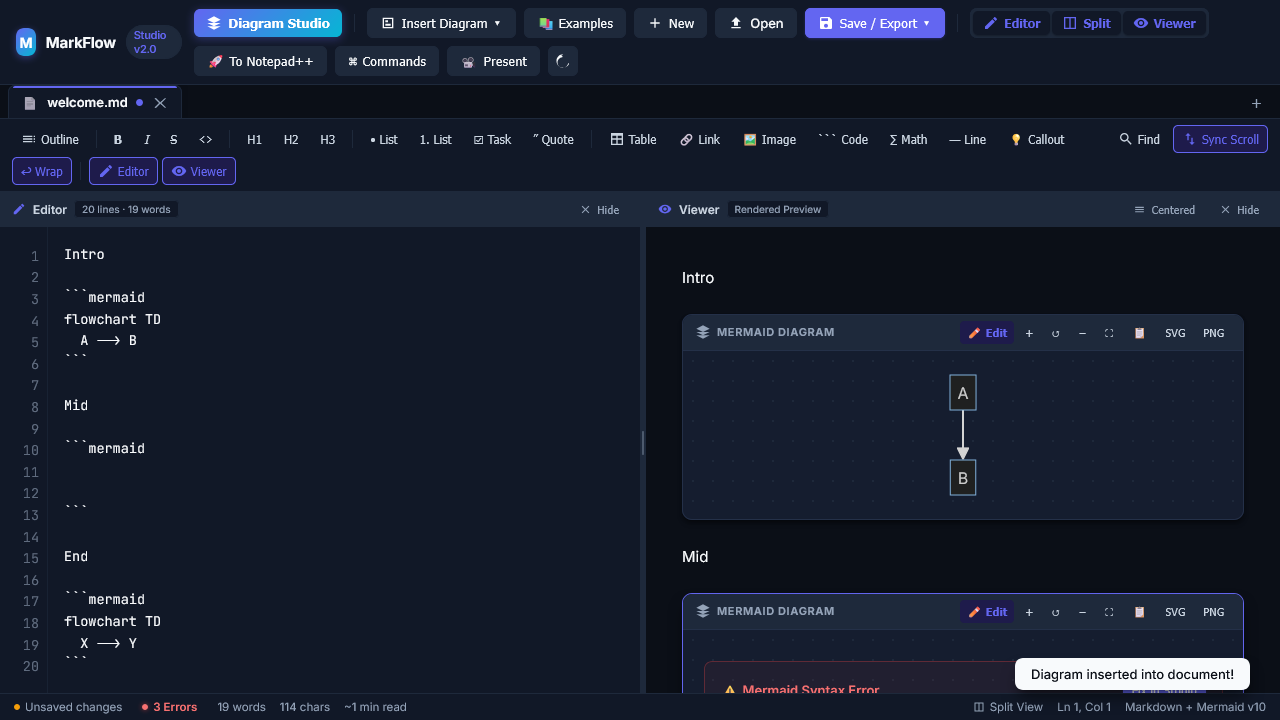 M MarkFlow Studio v2.0
Diagram Studio Insert Diagram ▾ Examples + New Open Save / Export ▾ Editor Split Viewer
To Notepad++ ⌘ Commands Present
welcome.md
+
Outline B I S <> H1 H2 H3 • List 1. List ☑ Task " Quote Table Link Image ``` Code ∑ Math — Line Callout Find Sync Scroll
↩ Wrap Editor Viewer
Editor 20 lines · 19 words Hide
1 Intro
2
3 ```mermaid
4 flowchart TD
5 A --> B
6 ```
7
8 Mid
9
10 ```mermaid
11
12
13 ```
14
15 End
16
17 ```mermaid
18 flowchart TD
19 X --> Y
20 ```
Viewer Rendered Preview Centered Hide
Intro
MERMAID DIAGRAM Edit + ↺ − SVG PNG
A
B
Mid
MERMAID DIAGRAM Edit + ↺ − SVG PNG
⚠ Mermaid Syntax Error
Diagram inserted into document!
Unsaved changes 3 Errors 19 words 114 chars ~1 min read Split View Ln 1, Col 1 Markdown + Mermaid v10